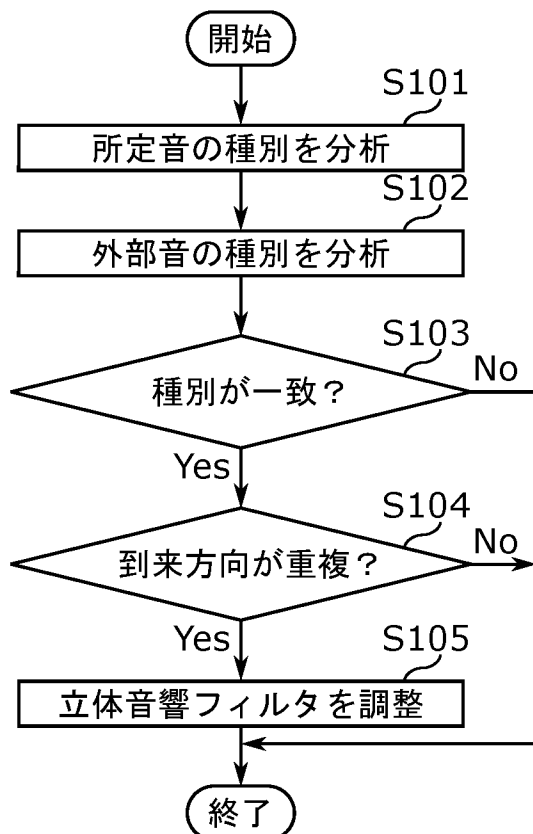 開始
S101
所定音の種別を分析
S102
外部音の種別を分析
S103
種別が一致？
No
Yes
S104
到来方向が重複？
No
Yes
S105
立体音響フィルタを調整
終了